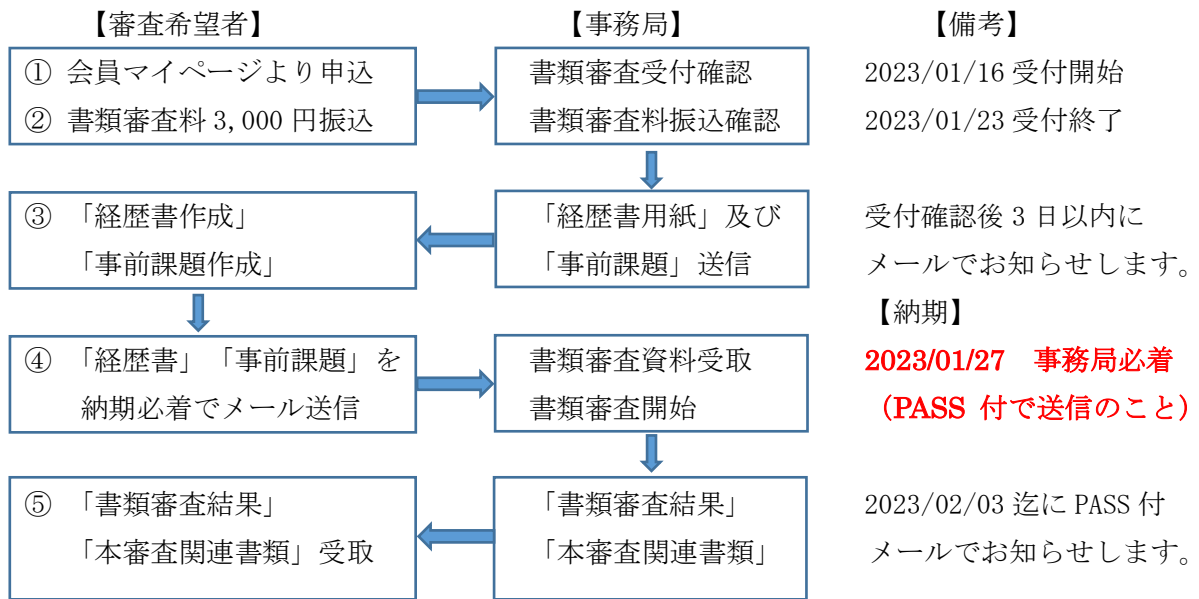 【審査希望者】 【事務局】 【備考】
① 会員マイページより申込 書類審査受付確認 2023/01/16 受付開始
② 書類審査料 3,000 円振込 書類審査料振込確認 2023/01/23 受付終了
③ 「経歴書作成」 「経歴書用紙」及び 受付確認後 3 日以内に
「事前課題作成」 「事前課題」送信 メールでお知らせします。
【納期】
④ 「経歴書」「事前課題」を 書類審査資料受取 2023/01/27 事務局必着
納期必着でメール送信 書類審査開始 （PASS 付で送信のこと）
⑤ 「書類審査結果」 「書類審査結果」 2023/02/03 迄に PASS 付
「本審査関連書類」受取 「本審査関連書類」 メールでお知らせします。